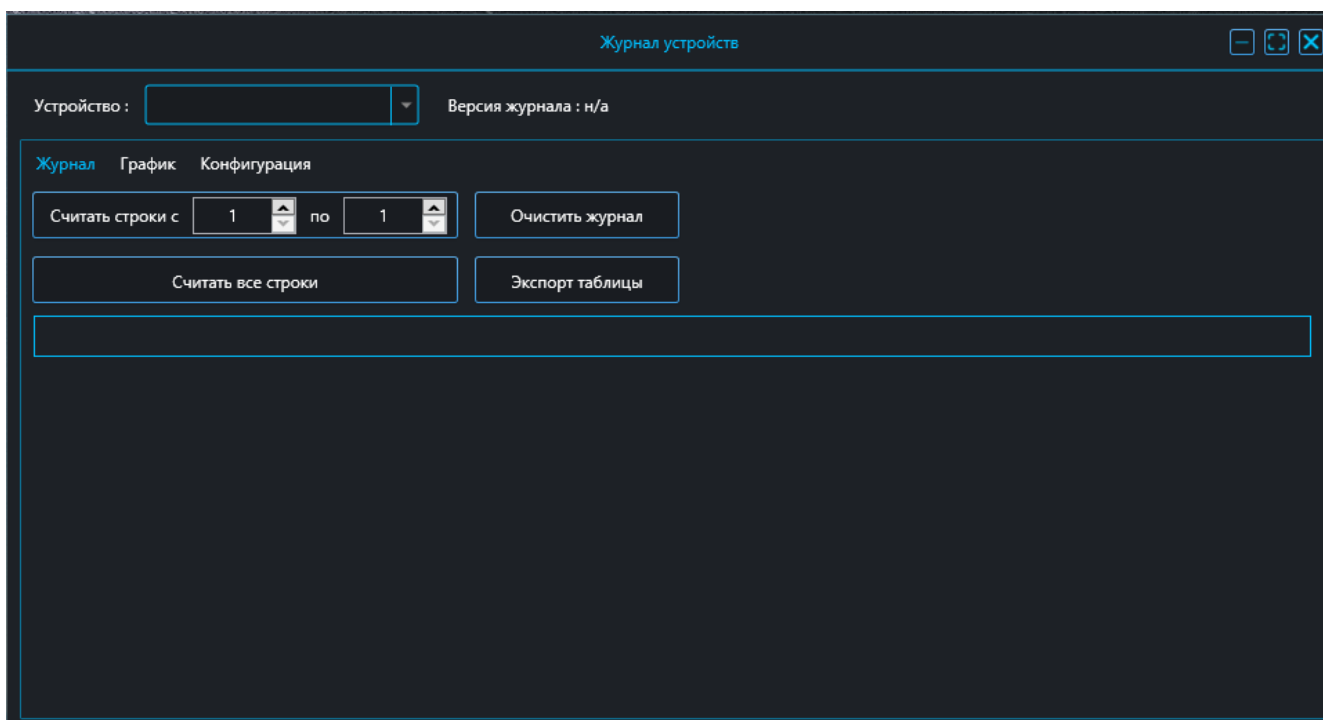 Журнал устройств
Устройство : Версия журнала : н/а
Журнал График Конфигурация
Считать строки с 1 по 1 Очистить журнал
Считать все строки Экспорт таблицы